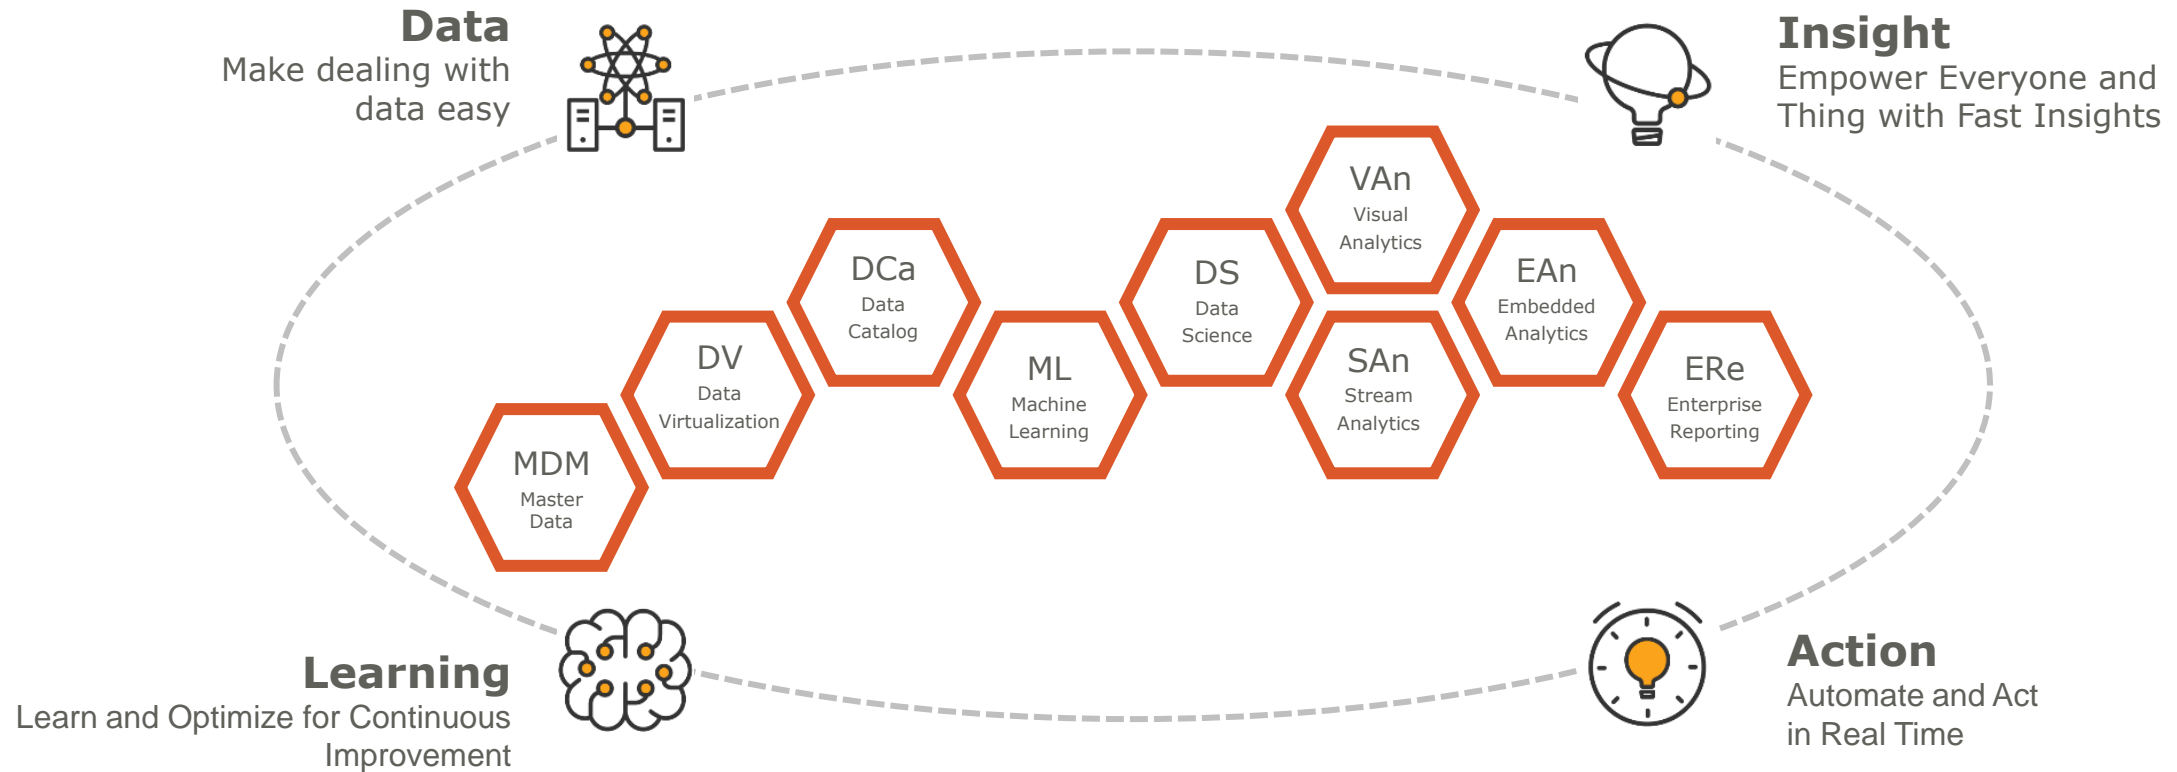 Data
Make dealing with
data easy
Insight
Empower Everyone and
Thing with Fast Insights
MDM
Master
Data
DV
Data
Virtualization
DCa
Data
Catalog
ML
Machine
Learning
DS
Data
Science
VAn
Visual
Analytics
SAn
Stream
Analytics
EAn
Embedded
Analytics
ERe
Enterprise
Reporting
Learning
Learn and Optimize for Continuous
Improvement
Action
Automate and Act
in Real Time